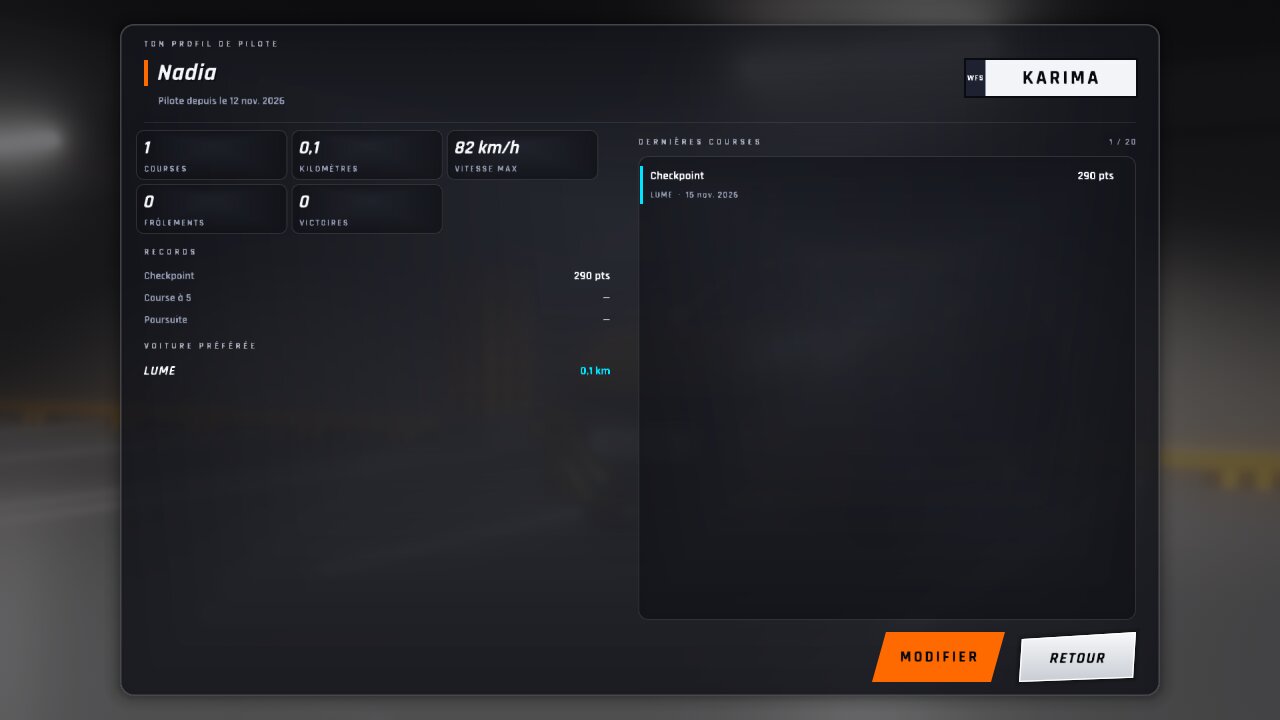 TON PROFIL DE PILOTE
Nadia
Pilote depuis le 12 nov. 2026
WFS KARIMA
1
COURSES
0,1
KILOMÈTRES
82 km/h
VITESSE MAX
0
FRÔLEMENTS
0
VICTOIRES
RECORDS
Checkpoint 290 pts
Course à 5 —
Poursuite —
VOITURE PRÉFÉRÉE
LUME 0,1 km
DERNIÈRES COURSES 1 / 20
Checkpoint 290 pts
LUME · 15 nov. 2026
MODIFIER
RETOUR